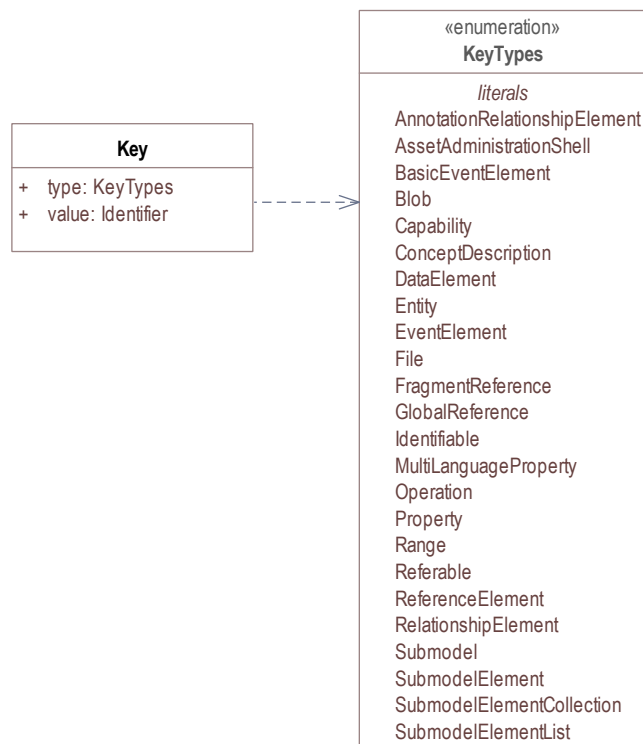 Key
+ type: KeyTypes
+ value: Identifier
«enumeration»
KeyTypes
literals
AnnotationRelationshipElement
AssetAdministrationShell
BasicEventElement
Blob
Capability
ConceptDescription
DataElement
Entity
EventElement
File
FragmentReference
GlobalReference
Identifiable
MultiLanguageProperty
Operation
Property
Range
Referable
ReferenceElement
RelationshipElement
Submodel
SubmodelElement
SubmodelElementCollection
SubmodelElementList